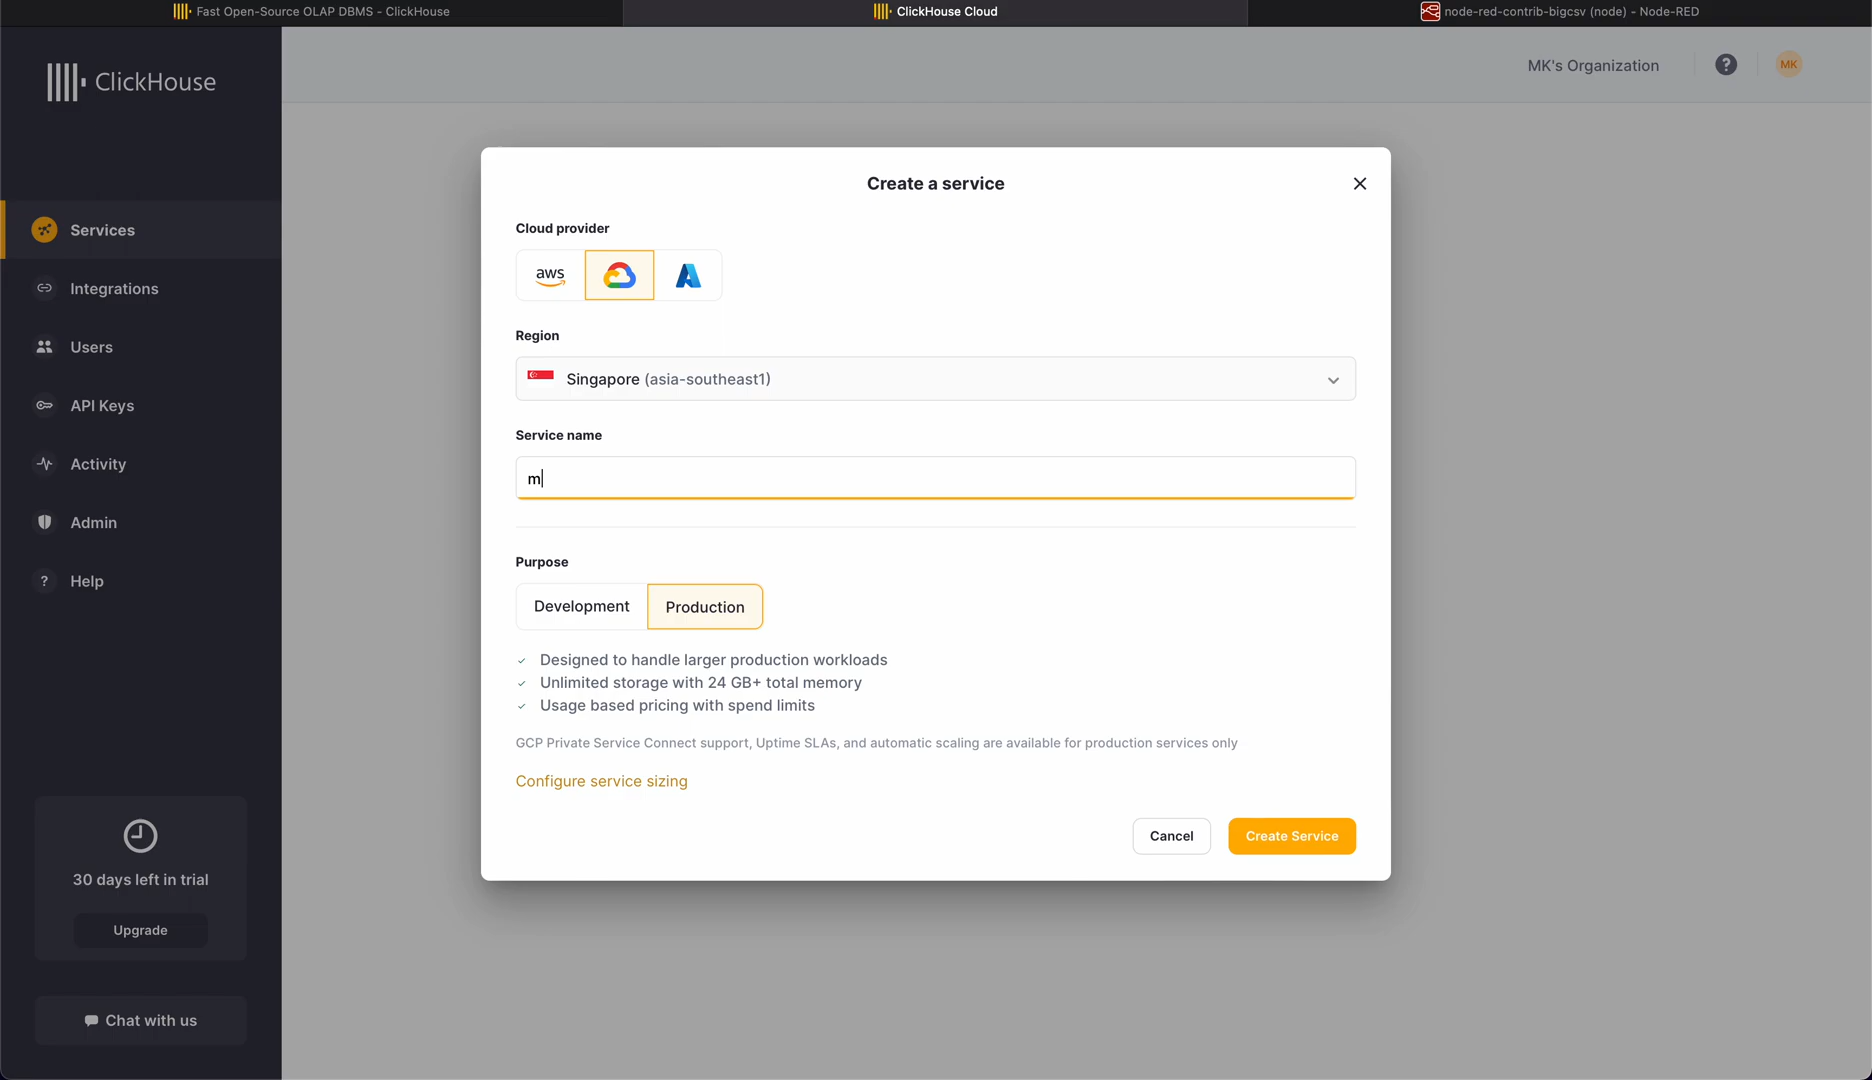 Fast Open-Source OLAP DBMS - ClickHouse
ClickHouse Cloud
node-red-contrib-bigcsv (node) - Node-RED
ClickHouse
MK's Organization
?
MK
Services
Integrations
Users
API Keys
Activity
Admin
? Help
30 days left in trial
Upgrade
Chat with us
Create a service
Cloud provider
aws
Region
Singapore (asia-southeast1)
Service name
m
Purpose
Development
Production
Designed to handle larger production workloads
Unlimited storage with 24 GB+ total memory
Usage based pricing with spend limits
GCP Private Service Connect support, Uptime SLAs, and automatic scaling are available for production services only
Configure service sizing
Cancel
Create Service